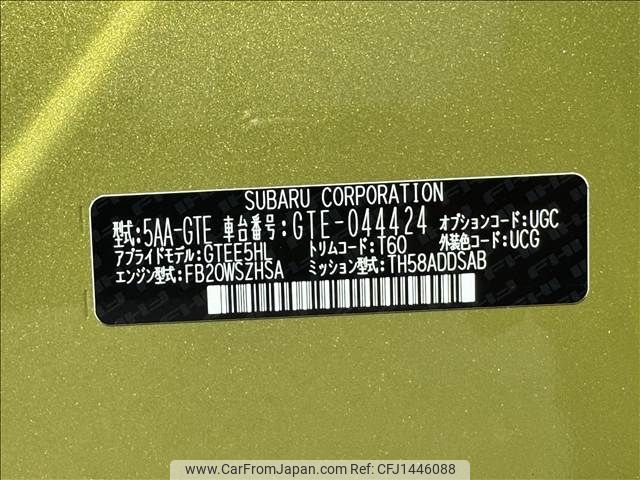 SUBARU CORPORATION
型式:5AA-GTE 車台番号:GTE-044424 オプションコード:UGC
アプライドモデル:GTEE5HL トリムコード:T60 外装色コード:UCG
エンジン型式:FB20WSZHSA ミッション型式:TH58ADDSAB
www.CarFromJapan.com | CFJ1446088